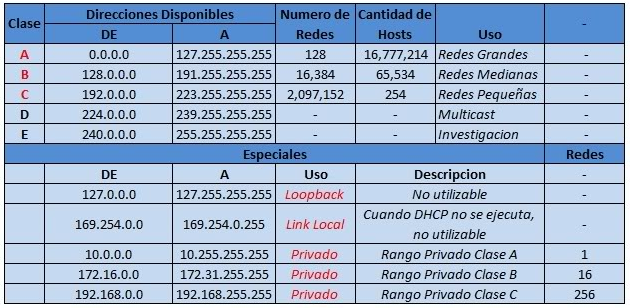 Clase Direcciones Disponibles Numero de Redes Cantidad de Hosts Uso -
DE A
A 0.0.0.0 127.255.255.255 128 16,777,214 Redes Grandes -
B 128.0.0.0 191.255.255.255 16,384 65,534 Redes Medianas -
C 192.0.0.0 223.255.255.255 2,097,152 254 Redes Pequeñas -
D 224.0.0.0 239.255.255.255 - - Multicast -
E 240.0.0.0 255.255.255.255 - - Investigacion -
Especiales Redes
DE A Uso Descripcion -
127.0.0.0 127.255.255.255 Loopback No utilizable -
169.254.0.0 169.254.0.255 Link Local Cuando DHCP no se ejecuta, no utilizable -
10.0.0.0 10.255.255.255 Privado Rango Privado Clase A 1
172.16.0.0 172.31.255.255 Privado Rango Privado Clase B 16
192.168.0.0 192.168.255.255 Privado Rango Privado Clase C 256